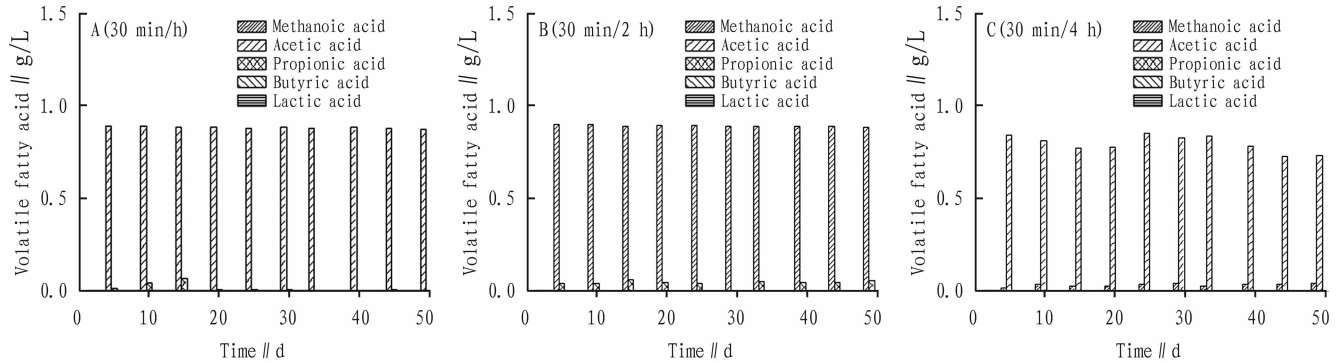 Volatile fatty acid∥g/L
1.5
1.0
0.5
0.0
A(30 min/h)
Methanoic acid
Acetic acid
Propionic acid
Butyric acid
Lactic acid
0 10 20 30 40 50
Time∥d
Volatile fatty acid∥g/L
1.5
1.0
0.5
0.0
B(30 min/2 h)
Methanoic acid
Acetic acid
Propionic acid
Butyric acid
Lactic acid
0 10 20 30 40 50
Time∥d
Volatile fatty acid∥g/L
1.5
1.0
0.5
0.0
C(30 min/4 h)
Methanoic acid
Acetic acid
Propionic acid
Butyric acid
Lactic acid
0 10 20 30 40 50
Time∥d